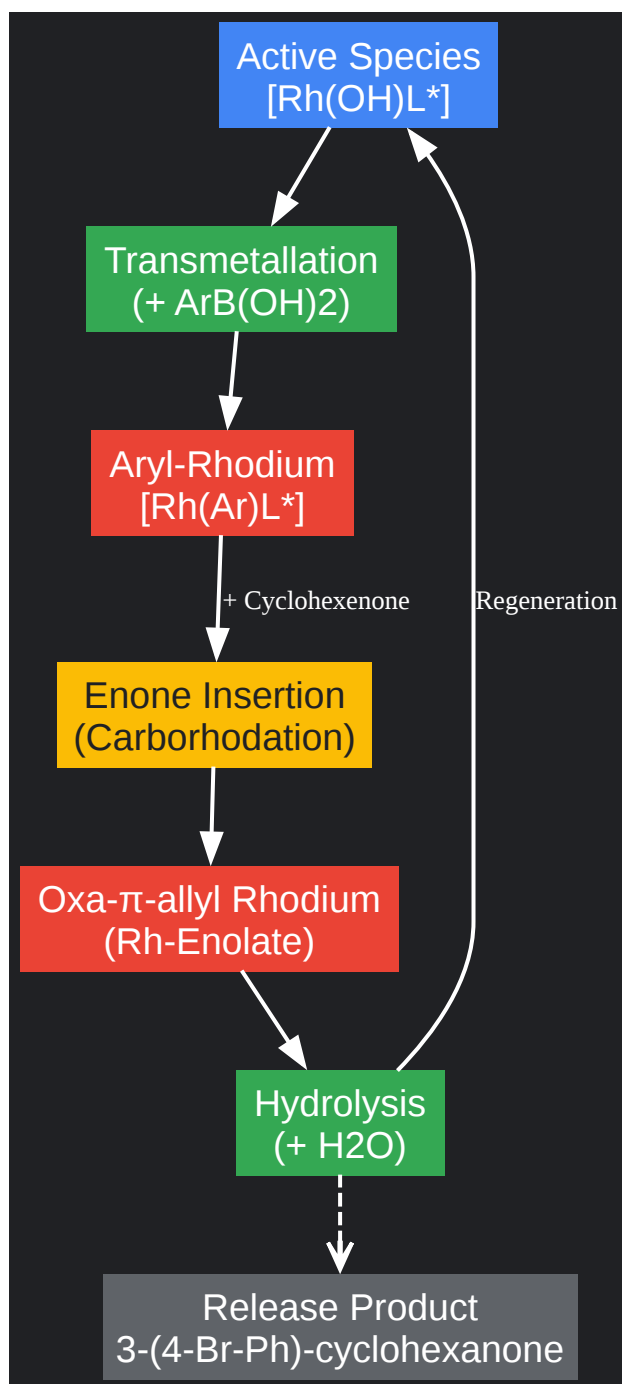 Active Species
[Rh(OH)L*]
Transmetallation
(+ ArB(OH)2)
Aryl-Rhodium
[Rh(Ar)L*]
+ Cyclohexenone
Regeneration
Enone Insertion
(Carborhodation)
Oxa-π-allyl Rhodium
(Rh-Enolate)
Hydrolysis
(+ H2O)
Release Product
3-(4-Br-Ph)-cyclohexanone